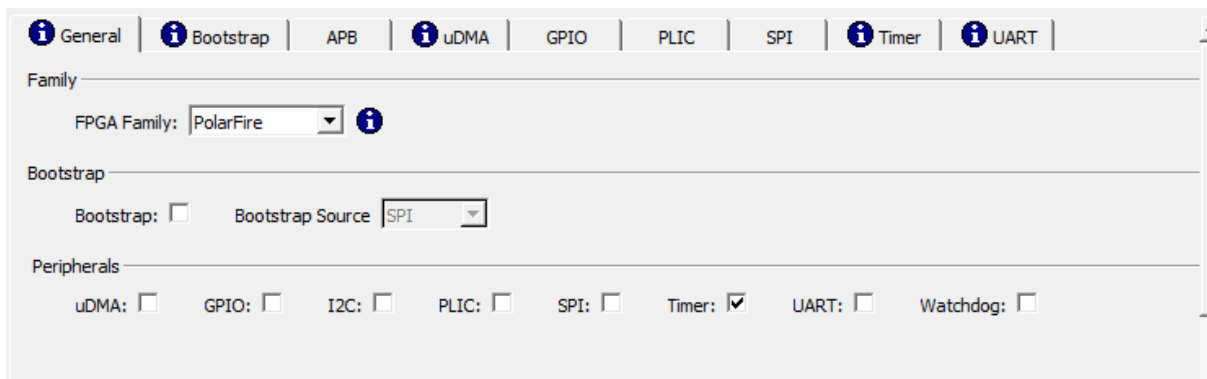 General Bootstrap APB uDMA GPIO PLIC SPI Timer UART
Family
FPGA Family: PolarFire
Bootstrap
Bootstrap: Bootstrap Source SPI
Peripherals
uDMA: GPIO: I2C: PLIC: SPI: Timer: UART: Watchdog: